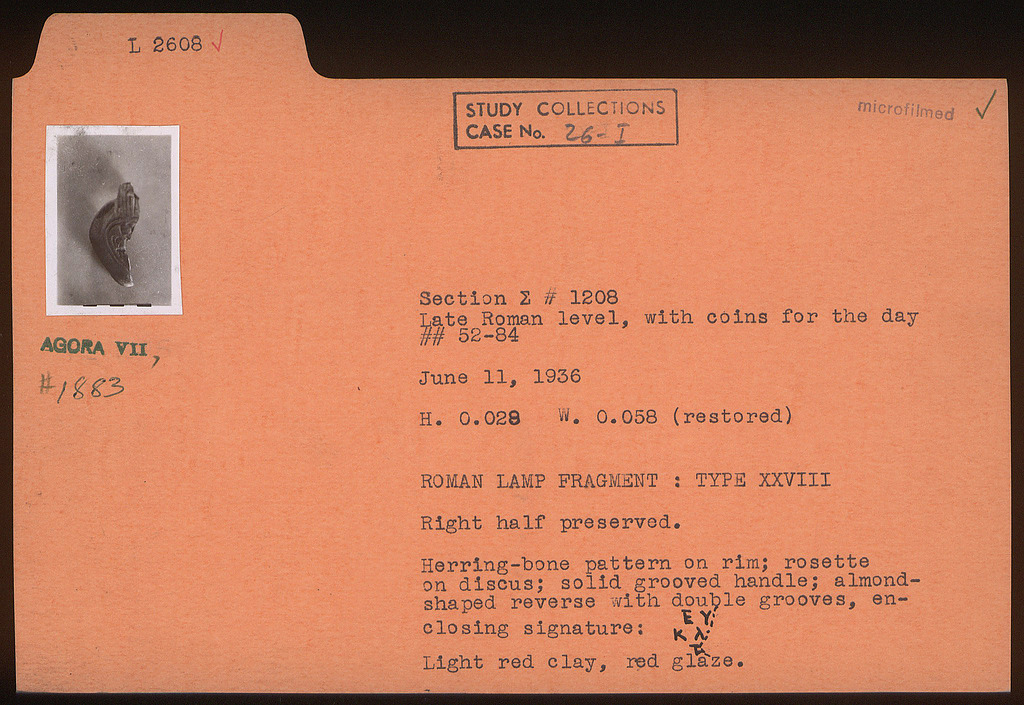 L 2608 ✓
STUDY COLLECTIONS
CASE No. 26-I
microfilmed ✓
AGORA VII,
#1883
Section Σ # 1208
Late Roman level, with coins for the day
## 52-84
June 11, 1936
H. 0.028 W. 0.058 (restored)
ROMAN LAMP FRAGMENT : TYPE XXVIII
Right half preserved.
Herring-bone pattern on rim; rosette
on discus; solid grooved handle; almond-
shaped reverse with double grooves, en-
closing signature:
ΕΥ
Κλ
Light red clay, red glaze.